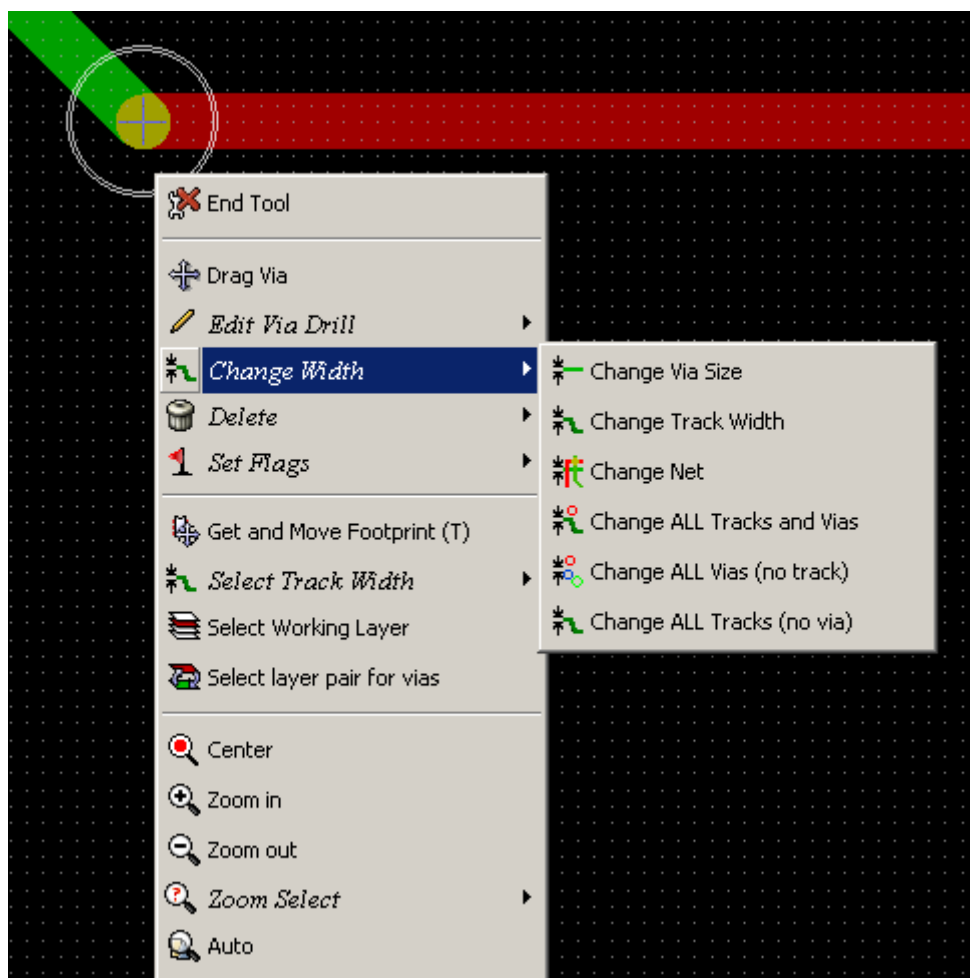 End Tool
Drag Via
Edit Via Drill
Change Width
Delete
Set Flags
Get and Move Footprint (T)
Select Track Width
Select Working Layer
Select layer pair for vias
Center
Zoom in
Zoom out
Zoom Select
Auto
Change Via Size
Change Track Width
Change Net
Change ALL Tracks and Vias
Change ALL Vias (no track)
Change ALL Tracks (no via)